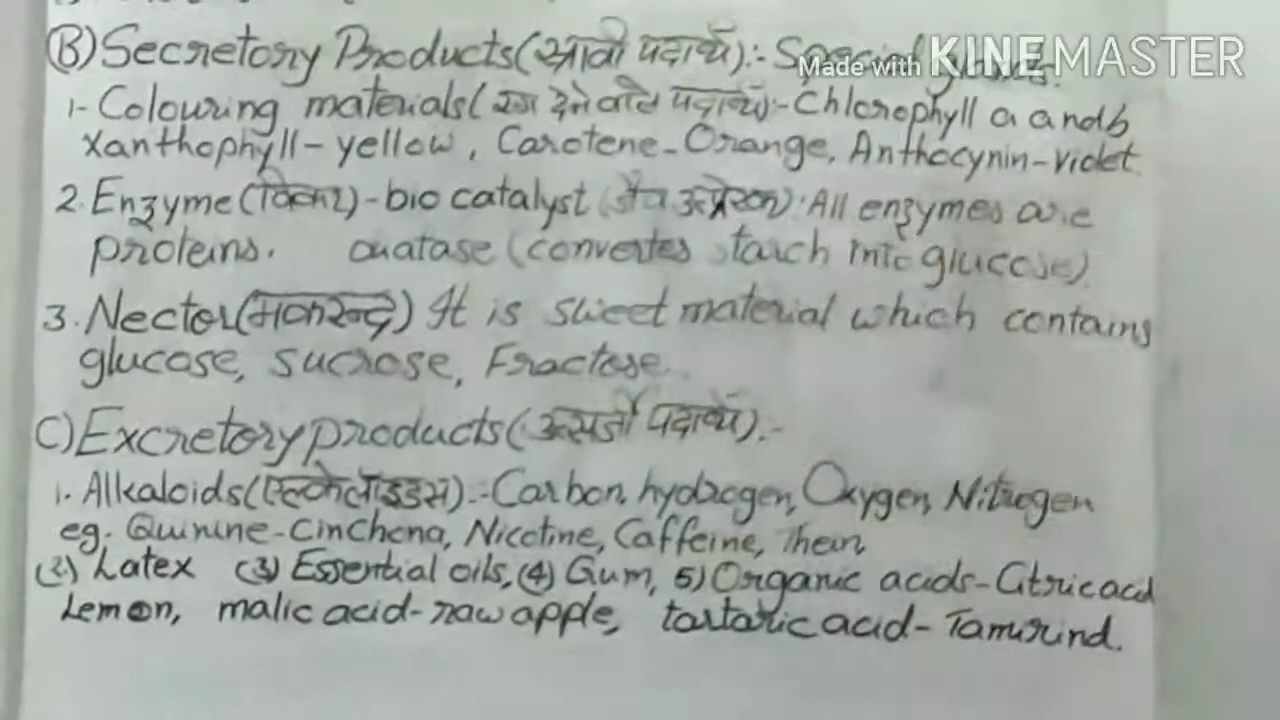 (B) Secretory Products (स्रावी पदार्थ) :- Special glands.
Made with KINEMASTER
1- Colouring materials (रंग देने वाले पदार्थ) :- Chlorophyll a and b
Xanthophyll - yellow, Carotene - Orange, Anthocynin - violet.
2. Enzyme (विकर) - bio catalyst (जैव उत्प्रेरक) : All enzymes are
proteins. (convertes starch into glucose).
3. Nector (मकरन्द) It is sweet material which contains
glucose, sucrose, Fractose.
C) Excretory products (उत्सर्जी पदार्थ) :-
1. Alkaloids (एल्केलॉइडस) :- Carbon, hydrogen, Oxygen, Nitrogen
eg. Quinine - Cinchona, Nicotine, Caffeine, Thein,
(2) Latex (3) Essential oils, (4) Gum, 5) Organic acids - Citric acid
Lemon, malic acid - raw apple, tartaric acid - Tamirind.